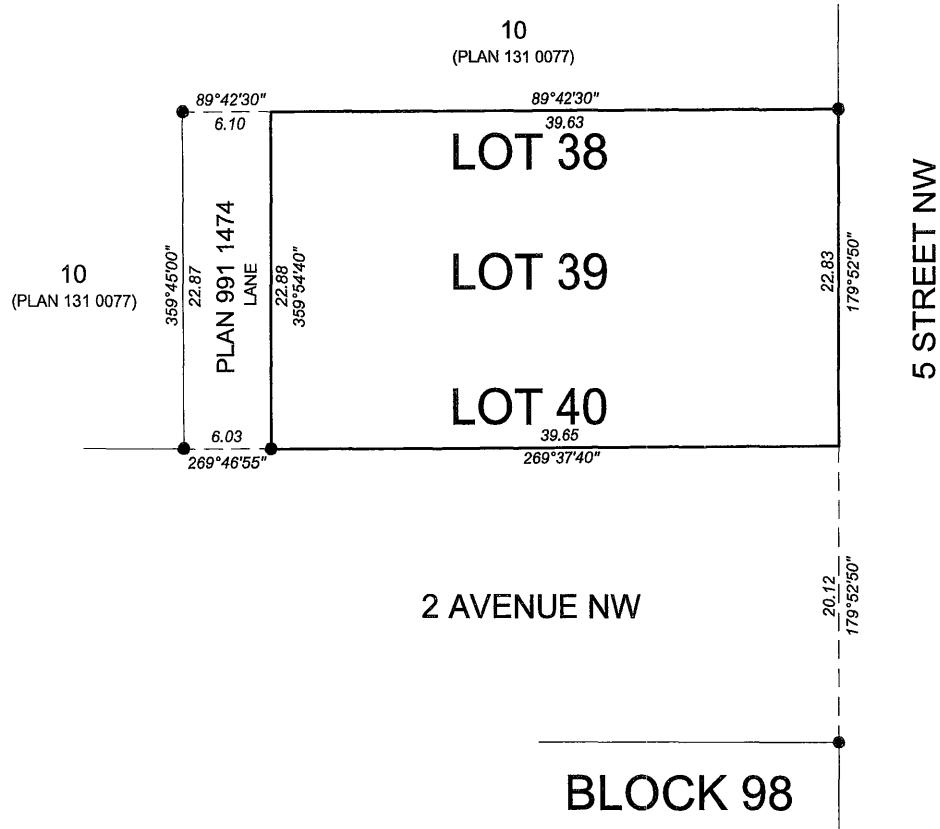 10
(PLAN 131 0077)
89°42'30"
6.10
89°42'30"
39.63
LOT 38
5 STREET NW
10
(PLAN 131 0077)
359°45'00"
22.87
PLAN 991 1474
LANE
22.88
359°54'40"
LOT 39
22.83
179°52'50"
LOT 40
6.03
269°46'55"
39.65
269°37'40"
2 AVENUE NW
20.12
179°52'50"
BLOCK 98